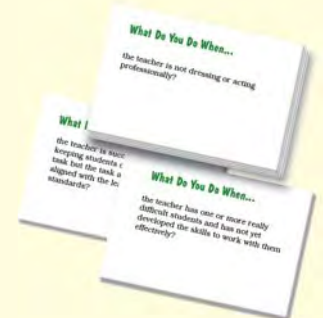 What Do You Do When...
the teacher is not dressing or acting
professionally?
What
the teacher is succ
keeping students
task but the task a
aligned with the le
standards?
What Do You Do When...
the teacher has one or more really
difficult students and has not yet
developed the skills to work with them
effectively?